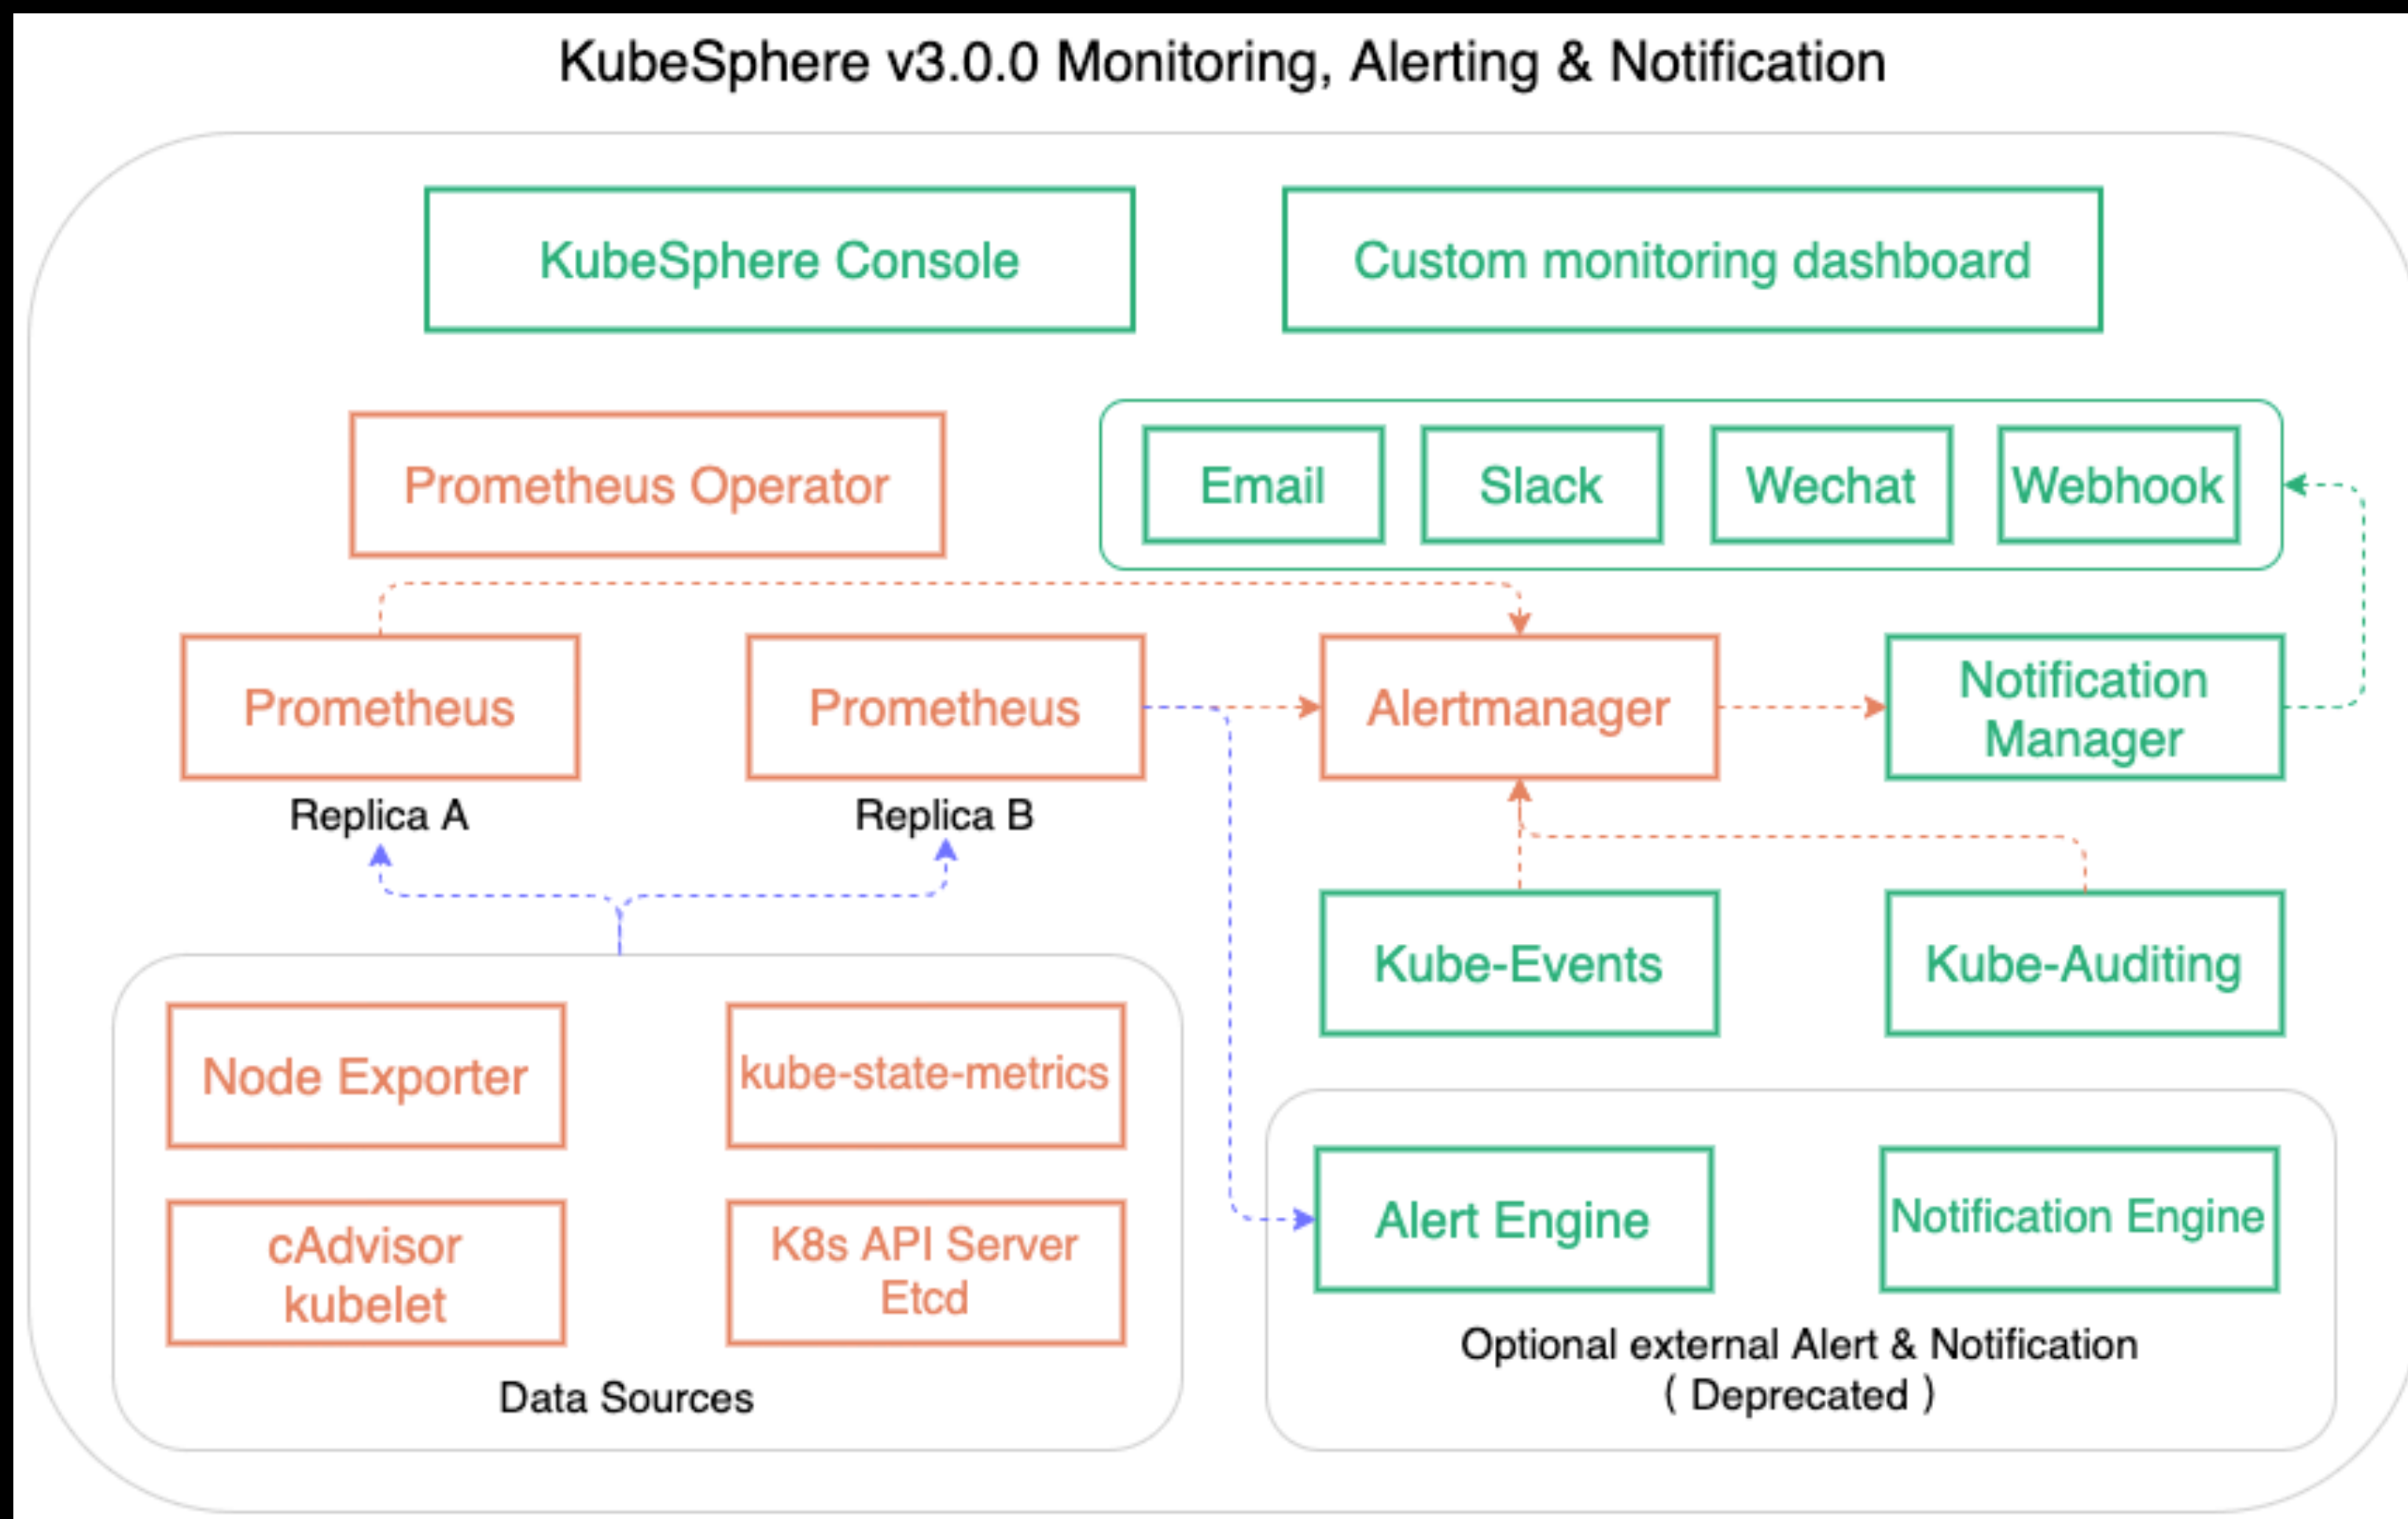 KubeSphere v3.0.0 Monitoring, Alerting & Notification
KubeSphere Console
Custom monitoring dashboard
Prometheus Operator
Email
Slack
Wechat
Webhook
Prometheus
Replica A
Prometheus
Replica B
Alertmanager
Notification
Manager
Kube-Events
Kube-Auditing
Node Exporter
kube-state-metrics
cAdvisor
kubelet
K8s API Server
Etcd
Data Sources
Alert Engine
Notification Engine
Optional external Alert & Notification
( Deprecated )